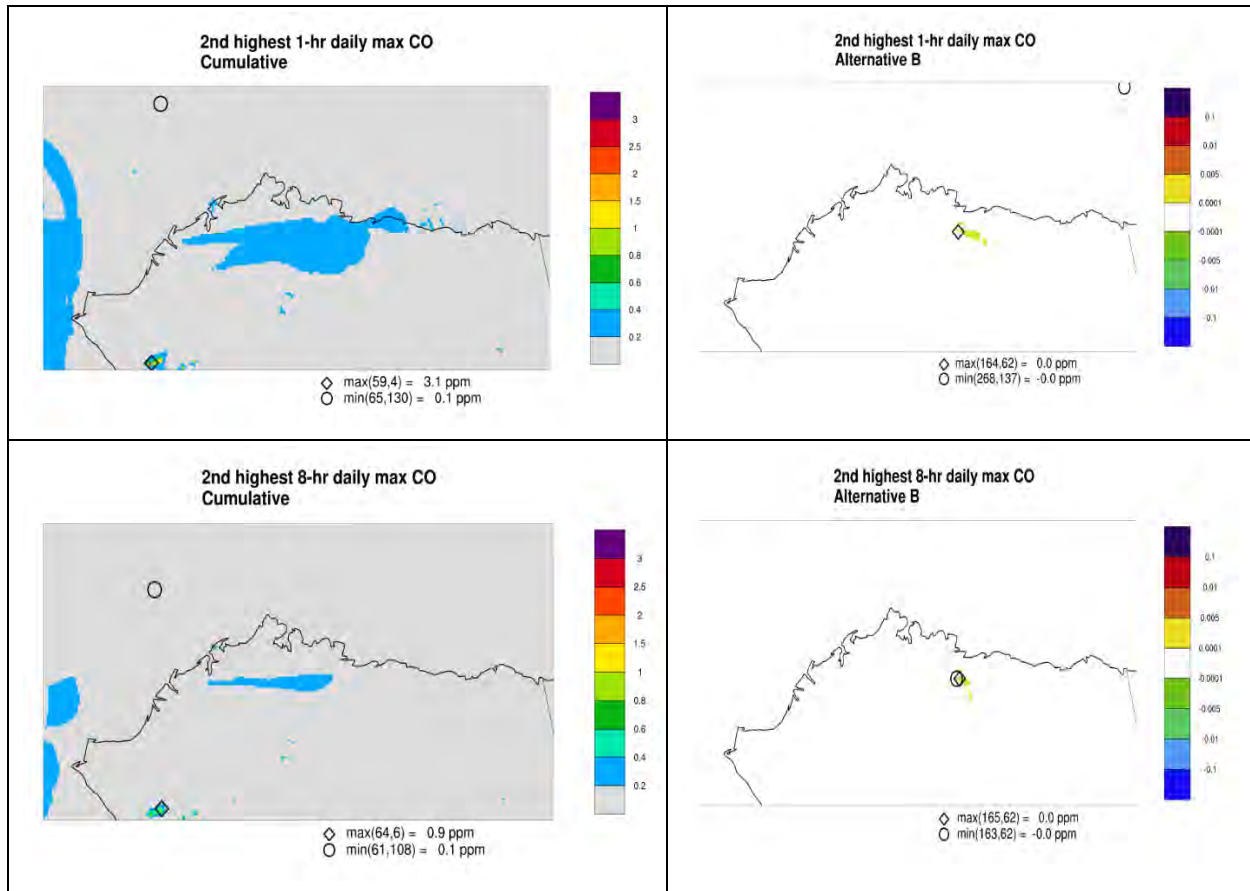 2nd highest 1-hr daily max CO
Cumulative
3
2.5
2
1.5
1
0.8
0.6
0.4
0.2
max(59,4) = 3.1 ppm
min(65,130) = 0.1 ppm
2nd highest 1-hr daily max CO
Alternative B
0.1
0.01
0.005
0.0001
-0.0001
-0.005
-0.01
-0.1
max(164,62) = 0.0 ppm
min(268,137) = -0.0 ppm
2nd highest 8-hr daily max CO
Cumulative
3
2.5
2
1.5
1
0.8
0.6
0.4
0.2
max(64,6) = 0.9 ppm
min(61,108) = 0.1 ppm
2nd highest 8-hr daily max CO
Alternative B
0.1
0.01
0.005
0.0001
-0.0001
-0.005
-0.01
-0.1
max(165,62) = 0.0 ppm
min(163,62) = -0.0 ppm